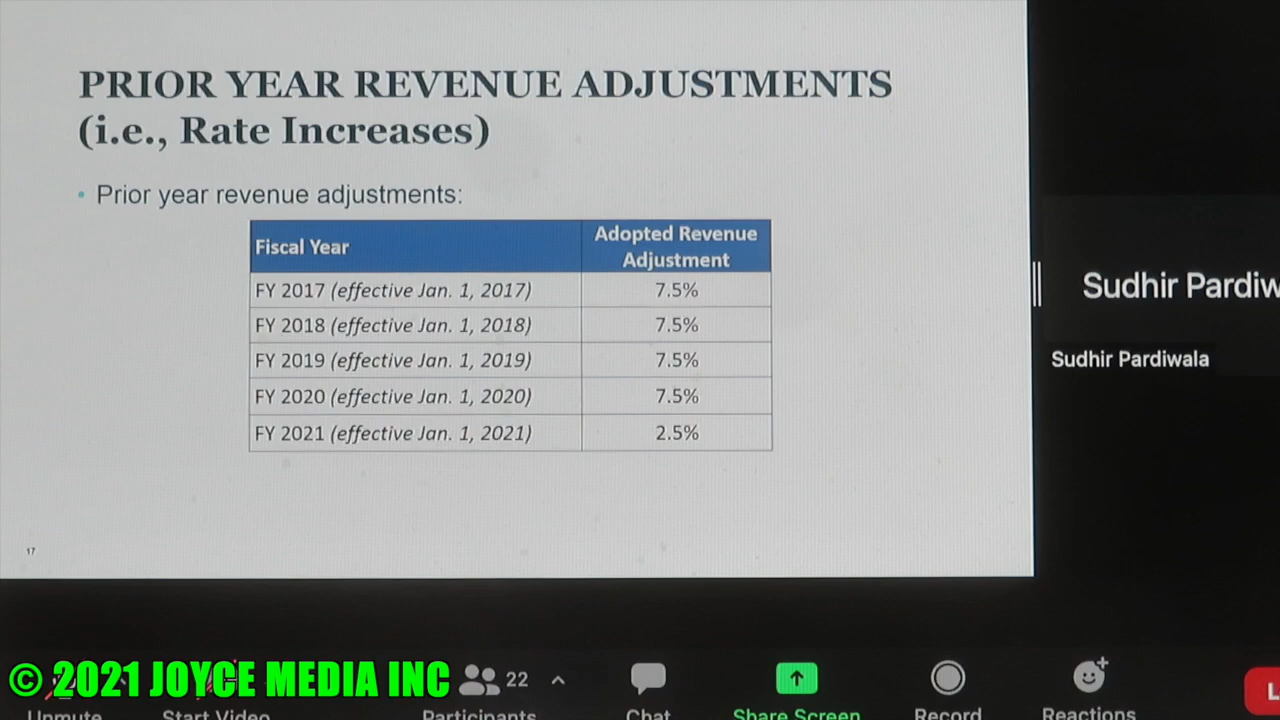 PRIOR YEAR REVENUE ADJUSTMENTS
(i.e., Rate Increases)
• Prior year revenue adjustments:
Fiscal Year Adopted Revenue Adjustment
FY 2017 (effective Jan. 1, 2017) 7.5%
FY 2018 (effective Jan. 1, 2018) 7.5%
FY 2019 (effective Jan. 1, 2019) 7.5%
FY 2020 (effective Jan. 1, 2020) 7.5%
FY 2021 (effective Jan. 1, 2021) 2.5%
17
Sudhir Pardiw
Sudhir Pardiwala
© 2021 JOYCE MEDIA INC
22
Unmute Start Video Participants Chat Share Screen Record Reactions
L